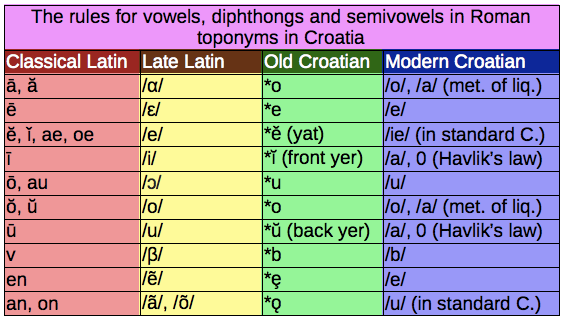 The rules for vowels, diphthongs and semivowels in Roman
toponyms in Croatia
Classical Latin Late Latin Old Croatian Modern Croatian
ā, ă /ɑ/ *o /o/, /a/ (met. of liq.)
ē /ɛ/ *e /e/
ĕ, ĭ, ae, oe /e/ *ě (yat) /ie/ (in standard C.)
ī /i/ *ĭ (front yer) /a/, 0 (Havlik's law)
ō, au /ɔ/ *u /u/
ŏ, ŭ /o/ *o /o/, /a/ (met. of liq.)
ū /u/ *ŭ (back yer) /a/, 0 (Havlik's law)
v /β/ *b /b/
en /ẽ/ *ę /e/
an, on /ã/, /õ/ *ǫ /u/ (in standard C.)